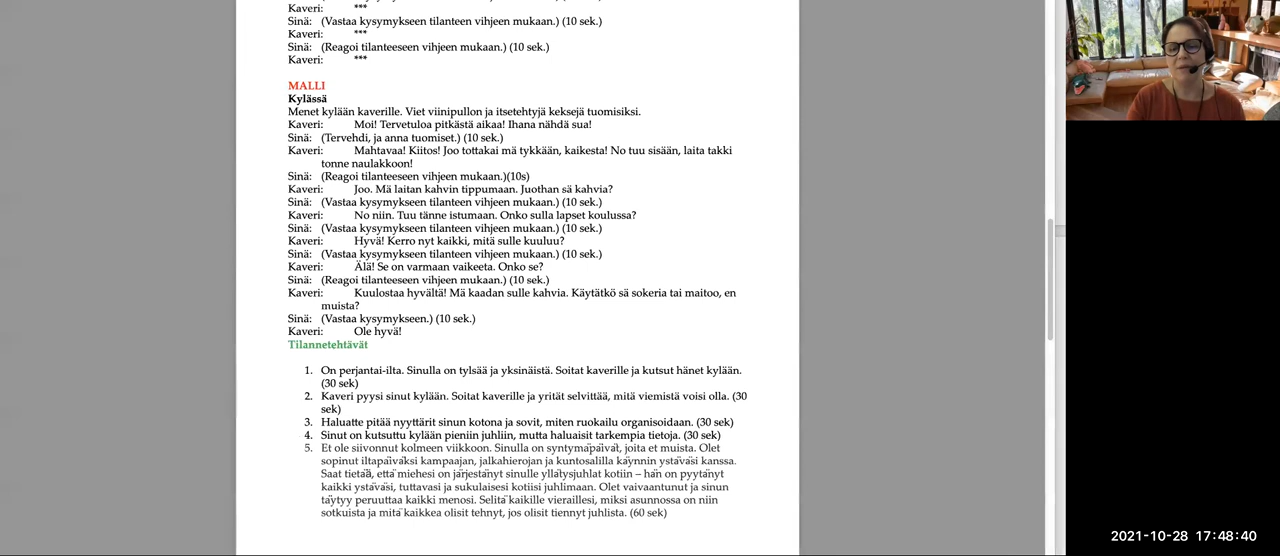 Kaveri: ***
Sinä: (Vastaa kysymykseen tilanteen vihjeen mukaan.) (10 sek.)
Kaveri: ***
Sinä: (Reagoi tilanteeseen vihjeen mukaan.) (10 sek.)
Kaveri: ***
MALLI
Kylässä
Menet kylään kaverille. Viet viinipullon ja itsetehtyjä keksejä tuomisiksi.
Kaveri: Moi! Tervetuloa pitkästä aikaa! Ihana nähdä sua!
Sinä: (Tervehdi, ja anna tuomiset.) (10 sek.)
Kaveri: Mahtavaa! Kiitos! Joo tottakai mä tykkään, kaikesta! No tuu sisään, laita takki
tonne naulakkoon!
Sinä: (Reagoi tilanteeseen vihjeen mukaan.)(10s)
Kaveri: Joo. Mä laitan kahvin tippumaan. Juothan sä kahvia?
Sinä: (Vastaa kysymykseen tilanteen vihjeen mukaan.) (10 sek.)
Kaveri: No niin. Tuu tänne istumaan. Onko sulla lapset koulussa?
Sinä: (Vastaa kysymykseen tilanteen vihjeen mukaan.) (10 sek.)
Kaveri: Hyvä! Kerro nyt kaikki, mitä sulle kuuluu?
Sinä: (Vastaa kysymykseen tilanteen vihjeen mukaan.) (10 sek.)
Kaveri: Älä! Se on varmaan vaikeeta. Onko se?
Sinä: (Reagoi tilanteeseen vihjeen mukaan.) (10 sek.)
Kaveri: Kuulostaa hyvältä! Mä kaadan sulle kahvia. Käytätkö sä sokeria tai maitoo, en
muista?
Sinä: (Vastaa kysymykseen.) (10 sek.)
Kaveri: Ole hyvä!
Tilannetehtävät
1. On perjantai-ilta. Sinulla on tylsää ja yksinäistä. Soitat kaverille ja kutsut hänet kylään.
(30 sek)
2. Kaveri pyysi sinut kylään. Soitat kaverille ja yrität selvittää, mitä viemistä voisi olla. (30
sek)
3. Haluatte pitää nyyttärit sinun kotona ja sovit, miten ruokailu organisoidaan. (30 sek)
4. Sinut on kutsuttu kylään pieniin juhliin, mutta haluaisit tarkempia tietoja. (30 sek)
5. Et ole siivonnut kolmeen viikkoon. Sinulla on syntymäpäivät, joita et muista. Olet
sopinut iltapäiväksi kampaajan, jalkahierojan ja kuntosalilla käynnin ystäväsi kanssa.
Saat tietää, että miehesi on järjestänyt sinulle yllätysjuhlat kotiin – hän on pyytänyt
kaikki ystäväsi, tuttavasi ja sukulaisesi kotiisi juhlimaan. Olet vaivaantunut ja sinun
täytyy peruuttaa kaikki menosi. Selitä kaikille vieraillesi, miksi asunnossa on niin
sotkuista ja mitä kaikkea olisit tehnyt, jos olisit tiennyt juhlista. (60 sek)
2021-10-28 17:48:40